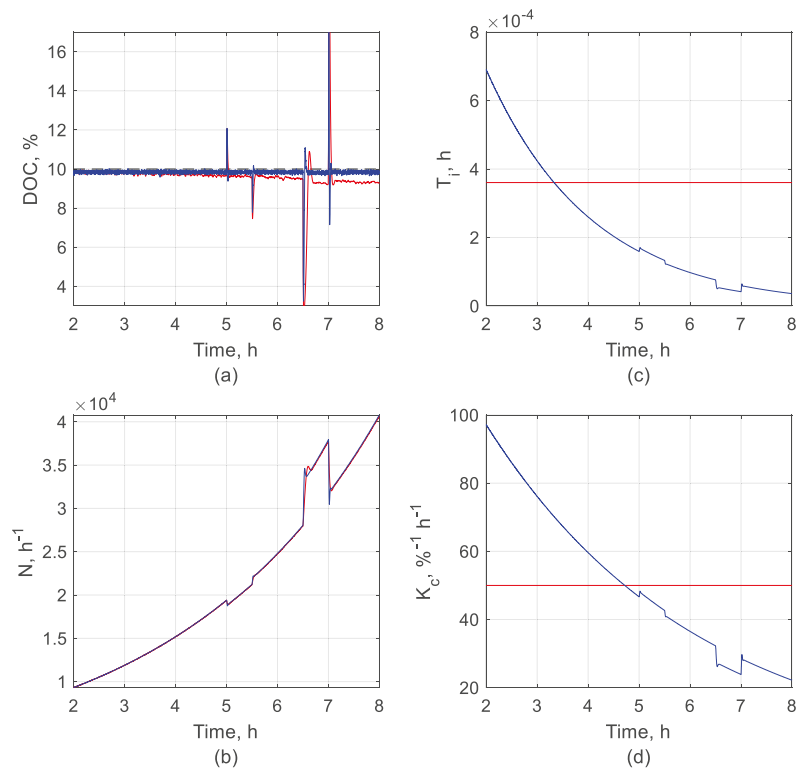 16
14
12
10
8
6
4
DOC, %
2 3 4 5 6 7 8
Time, h
(a)
×10⁻⁴
8
6
4
2
0
Tᵢ, h
2 3 4 5 6 7 8
Time, h
(c)
×10⁴
4
3.5
3
2.5
2
1.5
1
N, h⁻¹
2 3 4 5 6 7 8
Time, h
(b)
100
80
60
40
20
K_c, %⁻¹ h⁻¹
2 3 4 5 6 7 8
Time, h
(d)